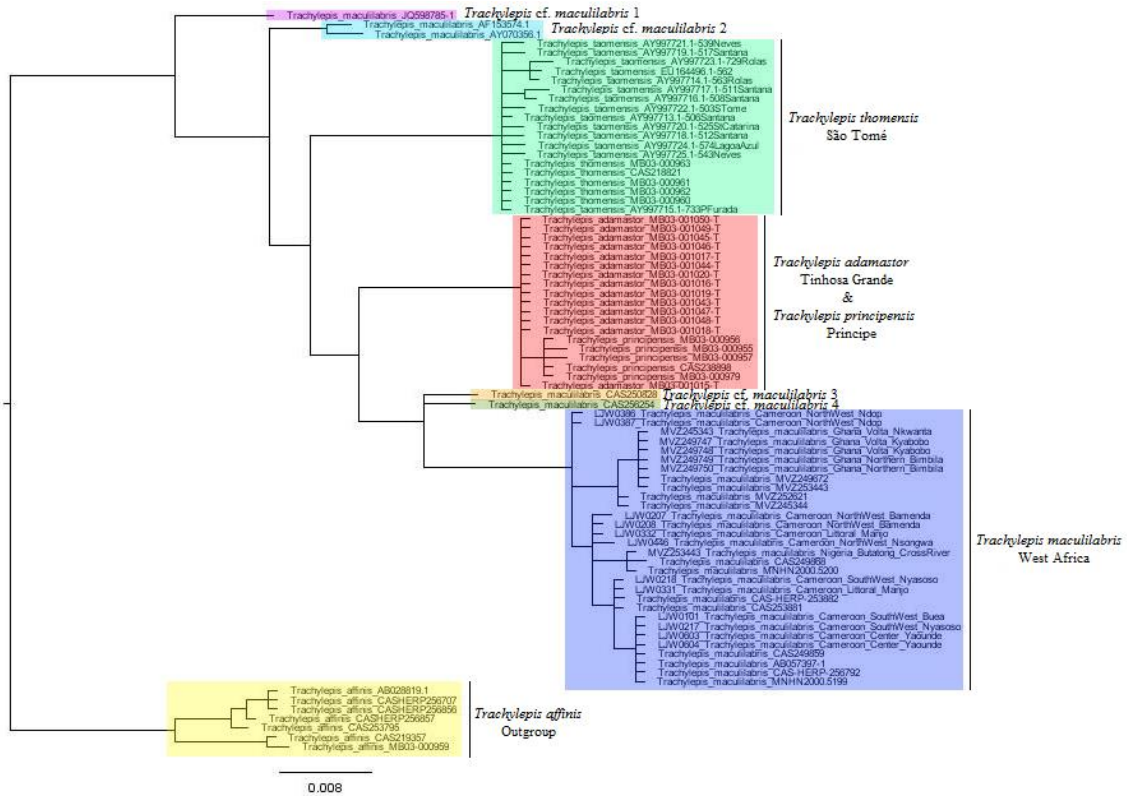 Trachylepis_maculilabris_JQ598785-1
Trachylepis cf. maculilabris 1
Trachylepis_maculilabris_AF153574.1
Trachylepis_maculilabris_AY070356.1
Trachylepis cf. maculilabris 2
Trachylepis_taomensis_AY997721.1-539Neves
Trachylepis_taomensis_AY997719.1-517Santana
Trachylepis_taomensis_AY997723.1-729Rolas
Trachylepis_taomensis_EU164496.1-562
Trachylepis_taomensis_AY997714.1-563Rolas
Trachylepis_taomensis_AY997717.1-511Santana
Trachylepis_taomensis_AY997716.1-508Santana
Trachylepis_taomensis_AY997722.1-503STome
Trachylepis_taomensis_AY997713.1-506Santana
Trachylepis_taomensis_AY997720.1-525StCatarina
Trachylepis_taomensis_AY997718.1-512Santana
Trachylepis_taomensis_AY997724.1-574LagoaAzul
Trachylepis_taomensis_AY997725.1-543Neves
Trachylepis_thomensis_MB03-000963
Trachylepis_thomensis_CAS218821
Trachylepis_thomensis_MB03-000961
Trachylepis_thomensis_MB03-000962
Trachylepis_thomensis_MB03-000960
Trachylepis_taomensis_AY997715.1-733PFurada
Trachylepis thomensis
São Tomé
Trachylepis_adamastor_MB03-001050-T
Trachylepis_adamastor_MB03-001049-T
Trachylepis_adamastor_MB03-001045-T
Trachylepis_adamastor_MB03-001046-T
Trachylepis_adamastor_MB03-001017-T
Trachylepis_adamastor_MB03-001044-T
Trachylepis_adamastor_MB03-001020-T
Trachylepis_adamastor_MB03-001016-T
Trachylepis_adamastor_MB03-001019-T
Trachylepis_adamastor_MB03-001043-T
Trachylepis_adamastor_MB03-001047-T
Trachylepis_adamastor_MB03-001048-T
Trachylepis_adamastor_MB03-001018-T
Trachylepis_principensis_MB03-000956
Trachylepis_principensis_MB03-000955
Trachylepis_principensis_MB03-000957
Trachylepis_principensis_CAS238898
Trachylepis_principensis_MB03-000979
Trachylepis_adamastor_MB03-001015-T
Trachylepis adamastor
Tinhosa Grande
&
Trachylepis principensis
Principe
Trachylepis_maculilabris_CAS250828
Trachylepis cf. maculilabris 3
Trachylepis_maculilabris_CAS256254
Trachylepis cf. maculilabris 4
LJW0386_Trachylepis_maculilabris_Cameroon_NorthWest_Ndop
LJW0387_Trachylepis_maculilabris_Cameroon_NorthWest_Ndop
MVZ245343_Trachylepis_maculilabris_Ghana_Volta_Nkwanta
MVZ249747_Trachylepis_maculilabris_Ghana_Volta_Kyabobo
MVZ249748_Trachylepis_maculilabris_Ghana_Volta_Kyabobo
MVZ249749_Trachylepis_maculilabris_Ghana_Northern_Bimbila
MVZ249750_Trachylepis_maculilabris_Ghana_Northern_Bimbila
Trachylepis_maculilabris_MVZ249672
Trachylepis_maculilabris_MVZ253443
Trachylepis_maculilabris_MVZ252621
Trachylepis_maculilabris_MVZ245344
LJW0207_Trachylepis_maculilabris_Cameroon_NorthWest_Bamenda
LJW0208_Trachylepis_maculilabris_Cameroon_NorthWest_Bamenda
LJW0332_Trachylepis_maculilabris_Cameroon_Littoral_Manjo
LJW0446_Trachylepis_maculilabris_Cameroon_NorthWest_Nsongwa
MVZ253443_Trachylepis_maculilabris_Nigeria_Butatong_CrossRiver
Trachylepis_maculilabris_CAS249868
Trachylepis_maculilabris_MNHN2000.5200
LJW0218_Trachylepis_maculilabris_Cameroon_SouthWest_Nyasoso
LJW0331_Trachylepis_maculilabris_Cameroon_Littoral_Manjo
Trachylepis_maculilabris_CAS-HERP-253882
Trachylepis_maculilabris_CAS253881
LJW0101_Trachylepis_maculilabris_Cameroon_SouthWest_Buea
LJW0217_Trachylepis_maculilabris_Cameroon_SouthWest_Nyasoso
LJW0603_Trachylepis_maculilabris_Cameroon_Center_Yaounde
LJW0604_Trachylepis_maculilabris_Cameroon_Center_Yaounde
Trachylepis_maculilabris_CAS249859
Trachylepis_maculilabris_AB057397-1
Trachylepis_maculilabris_CAS-HERP-256792
Trachylepis_maculilabris_MNHN2000.5199
Trachylepis maculilabris
West Africa
Trachylepis_affinis_AB028819.1
Trachylepis_affinis_CASHERP256707
Trachylepis_affinis_CASHERP256856
Trachylepis_affinis_CASHERP256857
Trachylepis_affinis_CAS253795
Trachylepis_affinis_CAS219357
Trachylepis_affinis_MB03-000959
Trachylepis affinis
Outgroup
0.008